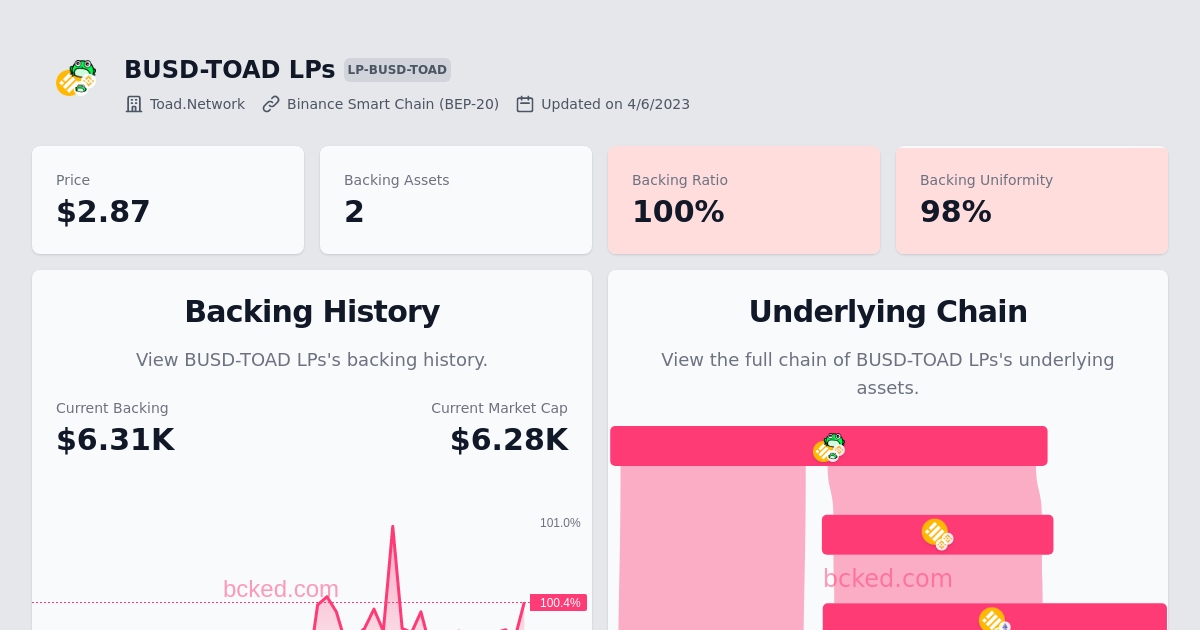 BUSD-TOAD LPs LP-BUSD-TOAD
Toad.Network Binance Smart Chain (BEP-20) Updated on 4/6/2023
Price
$2.87
Backing Assets
2
Backing Ratio
100%
Backing Uniformity
98%
Backing History
View BUSD-TOAD LPs's backing history.
Current Backing
$6.31K
Current Market Cap
$6.28K
101.0%
bcked.com
100.4%
Underlying Chain
View the full chain of BUSD-TOAD LPs's underlying
assets.
bcked.com